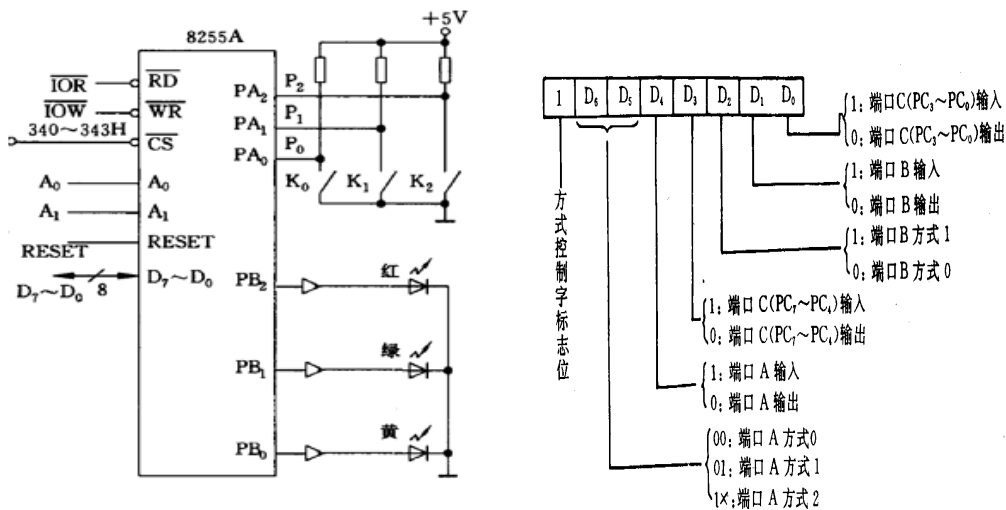 +5V
8255A
IOR
RD
IOW
WR
340~343H
CS
A₀
A₀
A₁
A₁
RESET
RESET
D₇~D₀
8
D₇~D₀
PA₂
P₂
PA₁
P₁
PA₀
P₀
K₀
K₁
K₂
PB₂
红
PB₁
绿
PB₀
黄
1
D₆
D₅
D₄
D₃
D₂
D₁
D₀
1: 端口C(PC₃~PC₀)输入
0: 端口C(PC₃~PC₀)输出
1: 端口B输入
0: 端口B输出
1: 端口B方式1
0: 端口B方式0
1: 端口C(PC₇~PC₄)输入
0: 端口C(PC₇~PC₄)输出
1: 端口A输入
0: 端口A输出
00: 端口A方式0
01: 端口A方式1
1×: 端口A方式2
方式控制字标志位